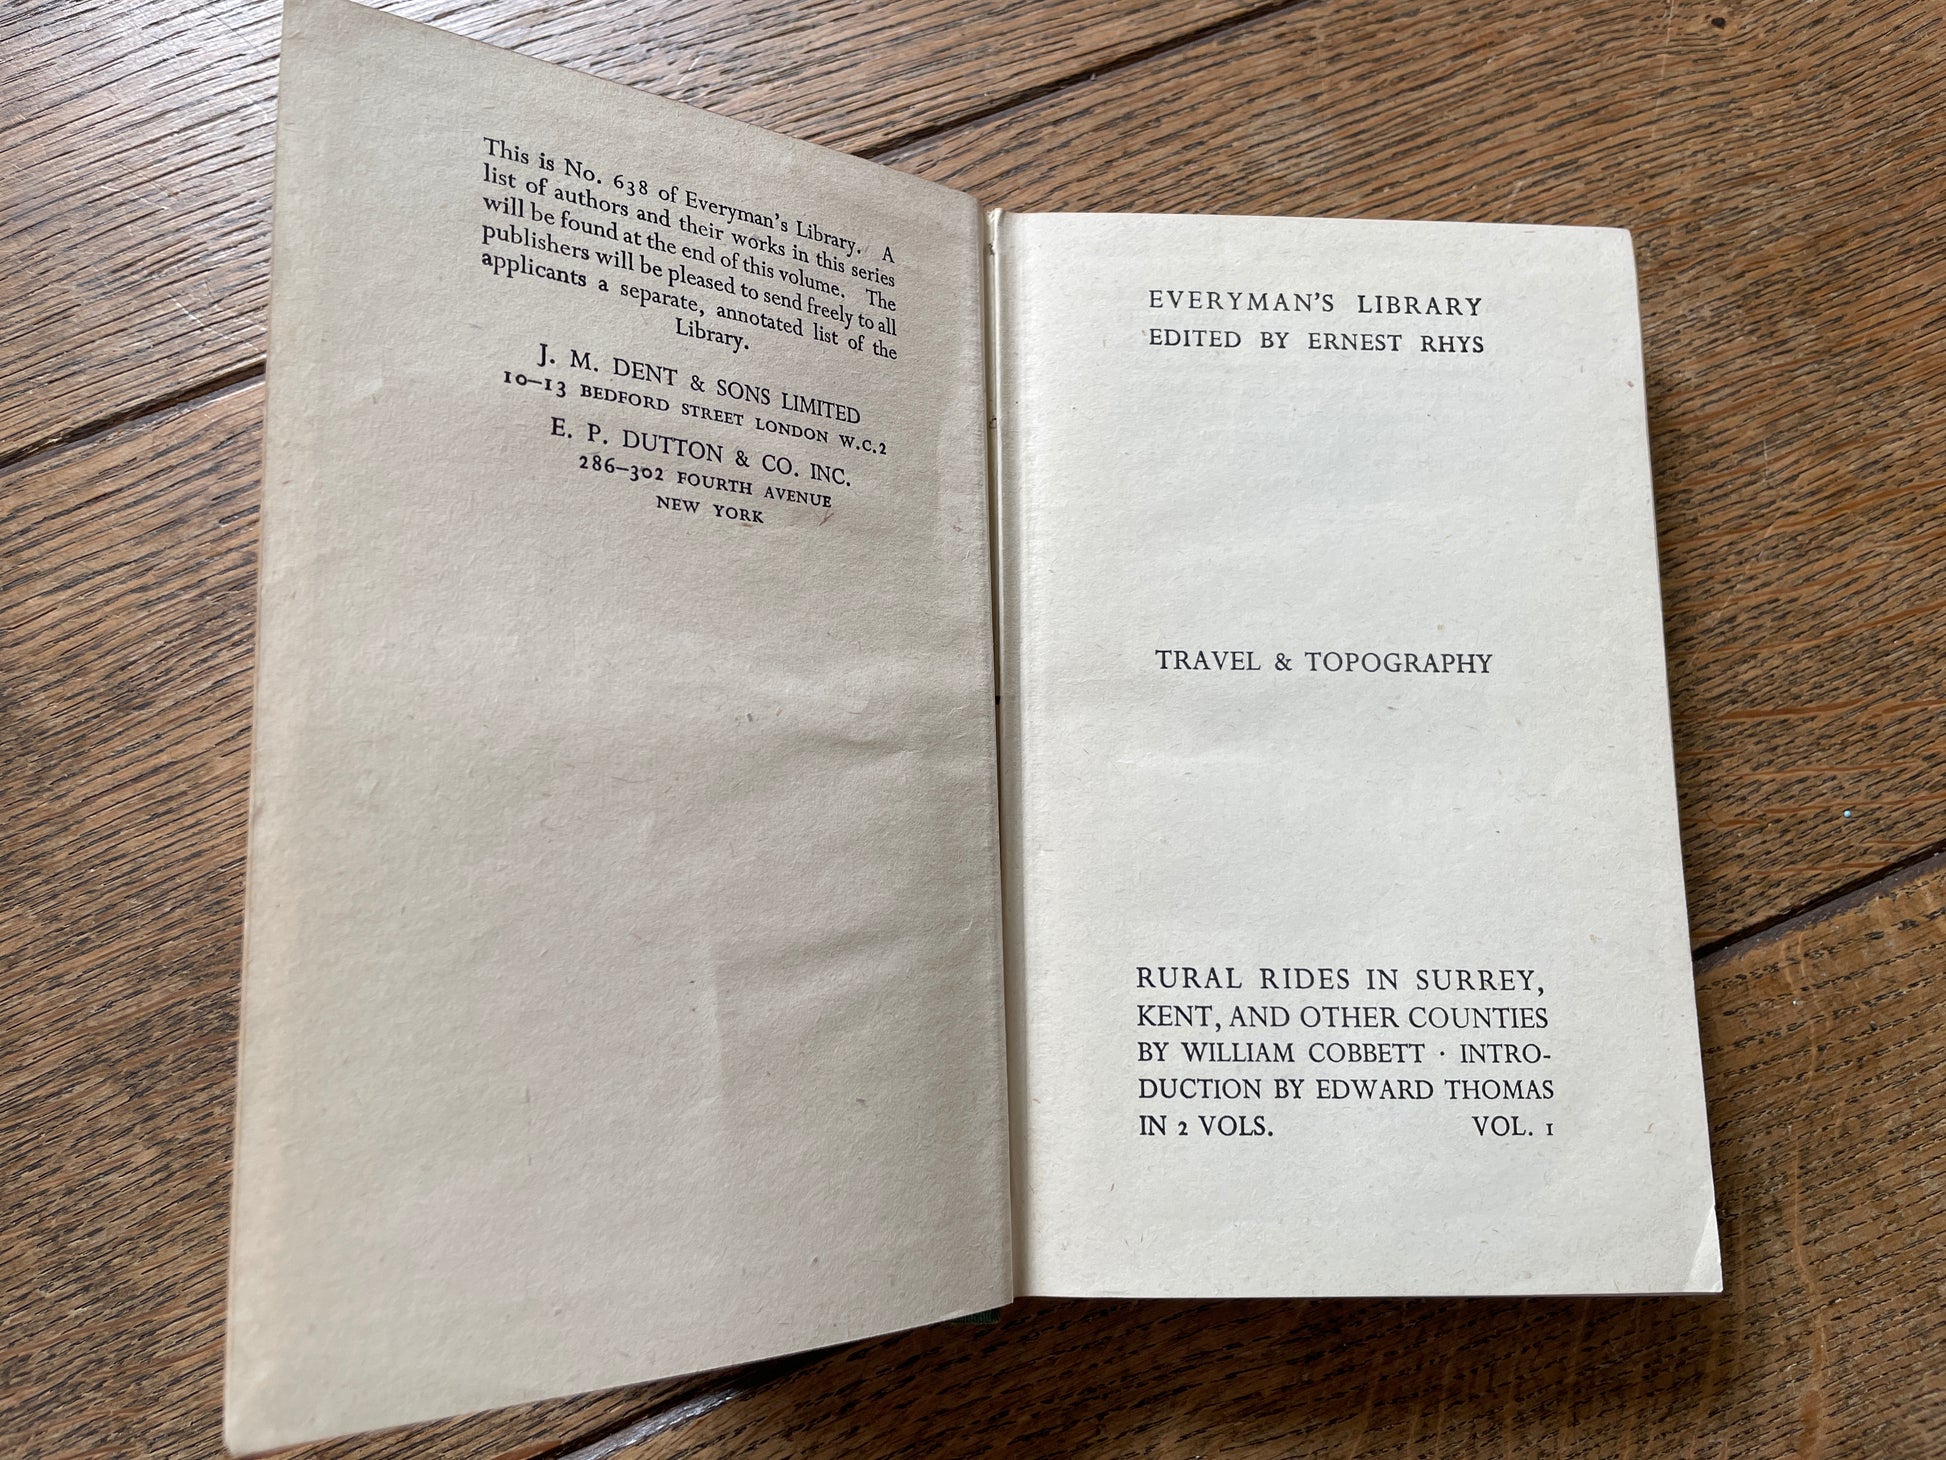 This is No. 638 of Everyman's Library. A
list of authors and their works in this series
will be found at the end of this volume. The
publishers will be pleased to send freely to all
applicants a separate, annotated list of the
Library.
J. M. DENT & SONS LIMITED
10–13 BEDFORD STREET LONDON W.C.2
E. P. DUTTON & CO. INC.
286–302 FOURTH AVENUE
NEW YORK
EVERYMAN'S LIBRARY
EDITED BY ERNEST RHYS
TRAVEL & TOPOGRAPHY
RURAL RIDES IN SURREY,
KENT, AND OTHER COUNTIES
BY WILLIAM COBBETT · INTRO-
DUCTION BY EDWARD THOMAS
IN 2 VOLS. VOL. 1